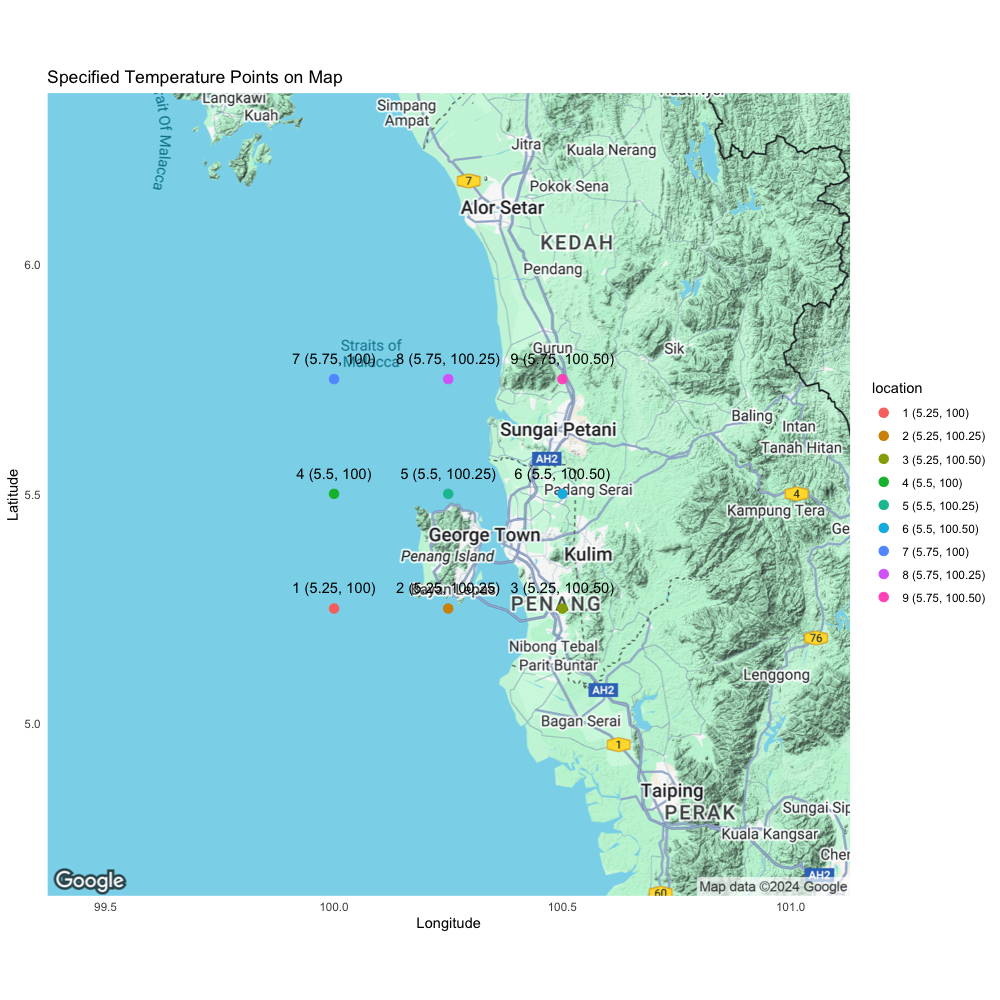 Specified Temperature Points on Map
Langkawi
Kuah
Strait Of Malacca
Simpang
Ampat
Jitra
Kuala Nerang
7
Pokok Sena
Alor Setar
KEDAH
6.0
Pendang
Straits of
Malacca
Gurun
Sik
7 (5.75, 100)
8 (5.75, 100.25)
9 (5.75, 100.50)
Baling
Intan
Sungai Petani
Tanah Hitan
AH2
4 (5.5, 100)
5 (5.5, 100.25)
6 (5.5, 100.50)
Padang Serai
4
5.5
Kampung Tera
Ge
George Town
Penang Island
Kulim
1 (5.25, 100)
2 (5.25, 100.25)
3 (5.25, 100.50)
Bayan Lepas
PENANG
76
Nibong Tebal
Parit Buntar
Lenggong
AH2
5.0
Bagan Serai
1
Taiping
PERAK
Sungai Sip
Kuala Kangsar
Cher
AH2
60
Google
Map data ©2024 Google
99.5
100.0
100.5
101.0
Longitude
Latitude
location
1 (5.25, 100)
2 (5.25, 100.25)
3 (5.25, 100.50)
4 (5.5, 100)
5 (5.5, 100.25)
6 (5.5, 100.50)
7 (5.75, 100)
8 (5.75, 100.25)
9 (5.75, 100.50)